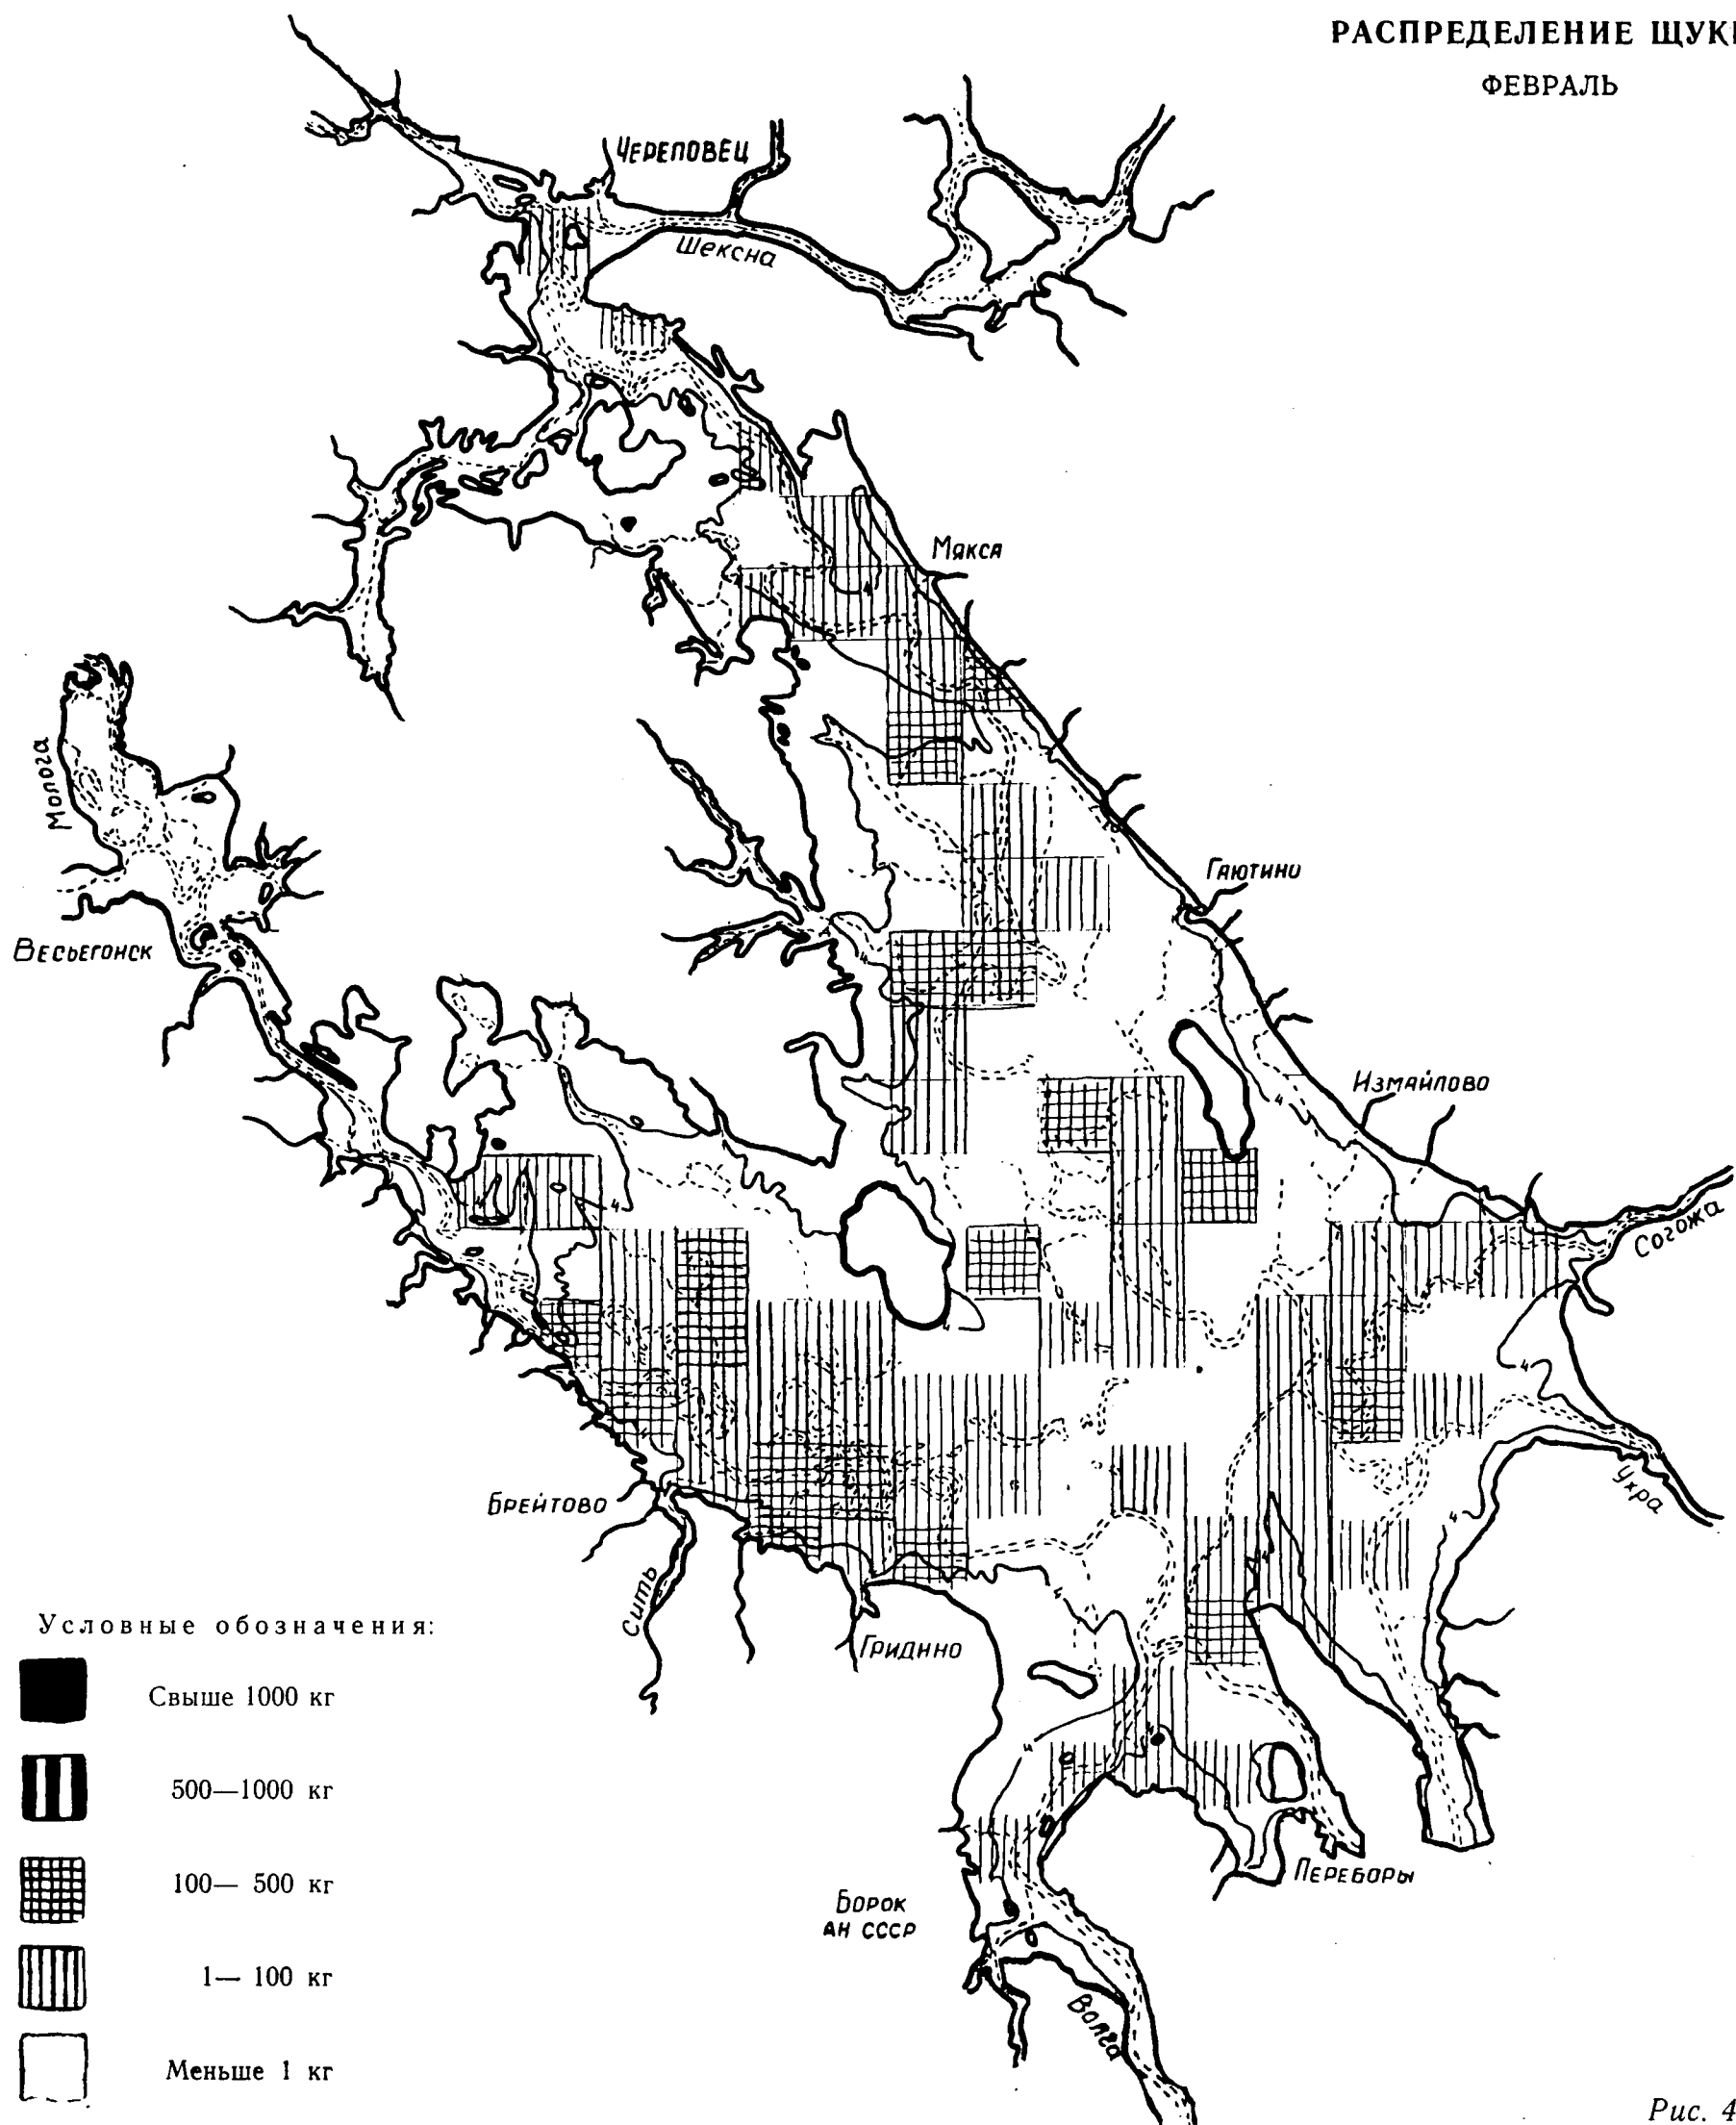 РАСПРЕДЕЛЕНИЕ ЩУК
ФЕВРАЛЬ
ЧЕРЕПОВЕЦ
Шексна
Мякса
Молога
Гаютино
Весьегонск
Измайлово
Согожа
Ухра
Брейтово
Сить
Гридино
Условные обозначения:
Свыше 1000 кг
500—1000 кг
100— 500 кг
1— 100 кг
Меньше 1 кг
Переборы
Борок
АН СССР
Волга
Рис. 4